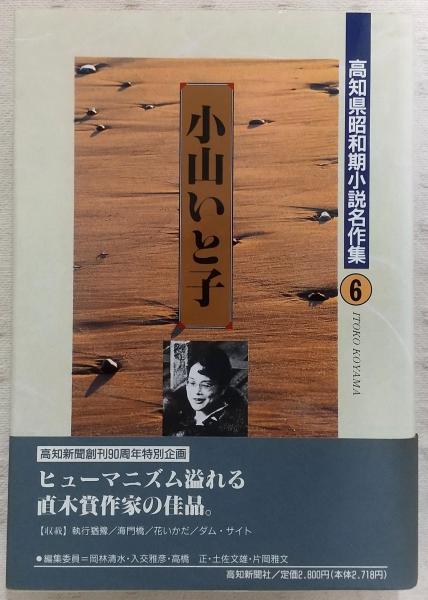 高知県昭和期小説名作集
6
ITOKO KOYAMA
小山いと子
高知新聞創刊90周年特別企画
ヒューマニズム溢れる
直木賞作家の佳品。
【収載】執行猶豫／海門橋／花いかだ／ダム・サイト
●編集委員＝岡林清水・入交雅彦・高橋　正・土佐文雄・片岡雅文
高知新聞社／定価2,800円(本体2,718円)